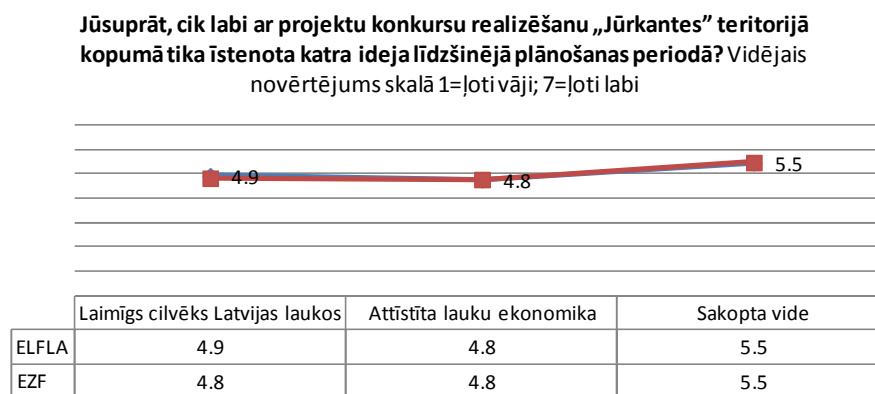 Jūsuprāt, cik labi ar projektu konkursu realizēšanu „Jūrkantes” teritorijā
kopumā tika īstenota katra ideja līdzšinējā plānošanas periodā? Vidējais
novērtējums skalā 1=ļoti vāji; 7=ļoti labi
4.9 4.8 5.5
Laimīgs cilvēks Latvijas laukos Attīstīta lauku ekonomika Sakopta vide
ELFLA 4.9 4.8 5.5
EZF 4.8 4.8 5.5